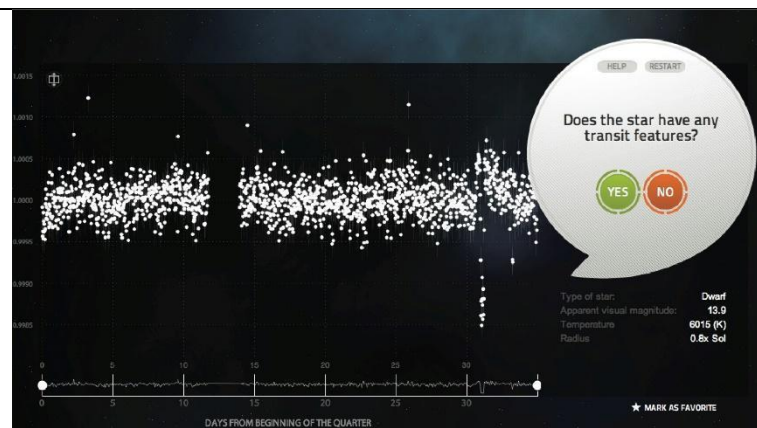 HELP RESTART
Does the star have any
transit features?
YES NO
1.0015
1.0010
1.0005
1.0000
0.9995
0.9990
0.9985
Type of star: Dwarf
Apparent visual magnitude: 13.9
Temperature 6015 (K)
Radius 0.8x Sol
0 5 10 15 20 25 30
0 5 10 15 20 25 30
DAYS FROM BEGINNING OF THE QUARTER
★ MARK AS FAVORITE